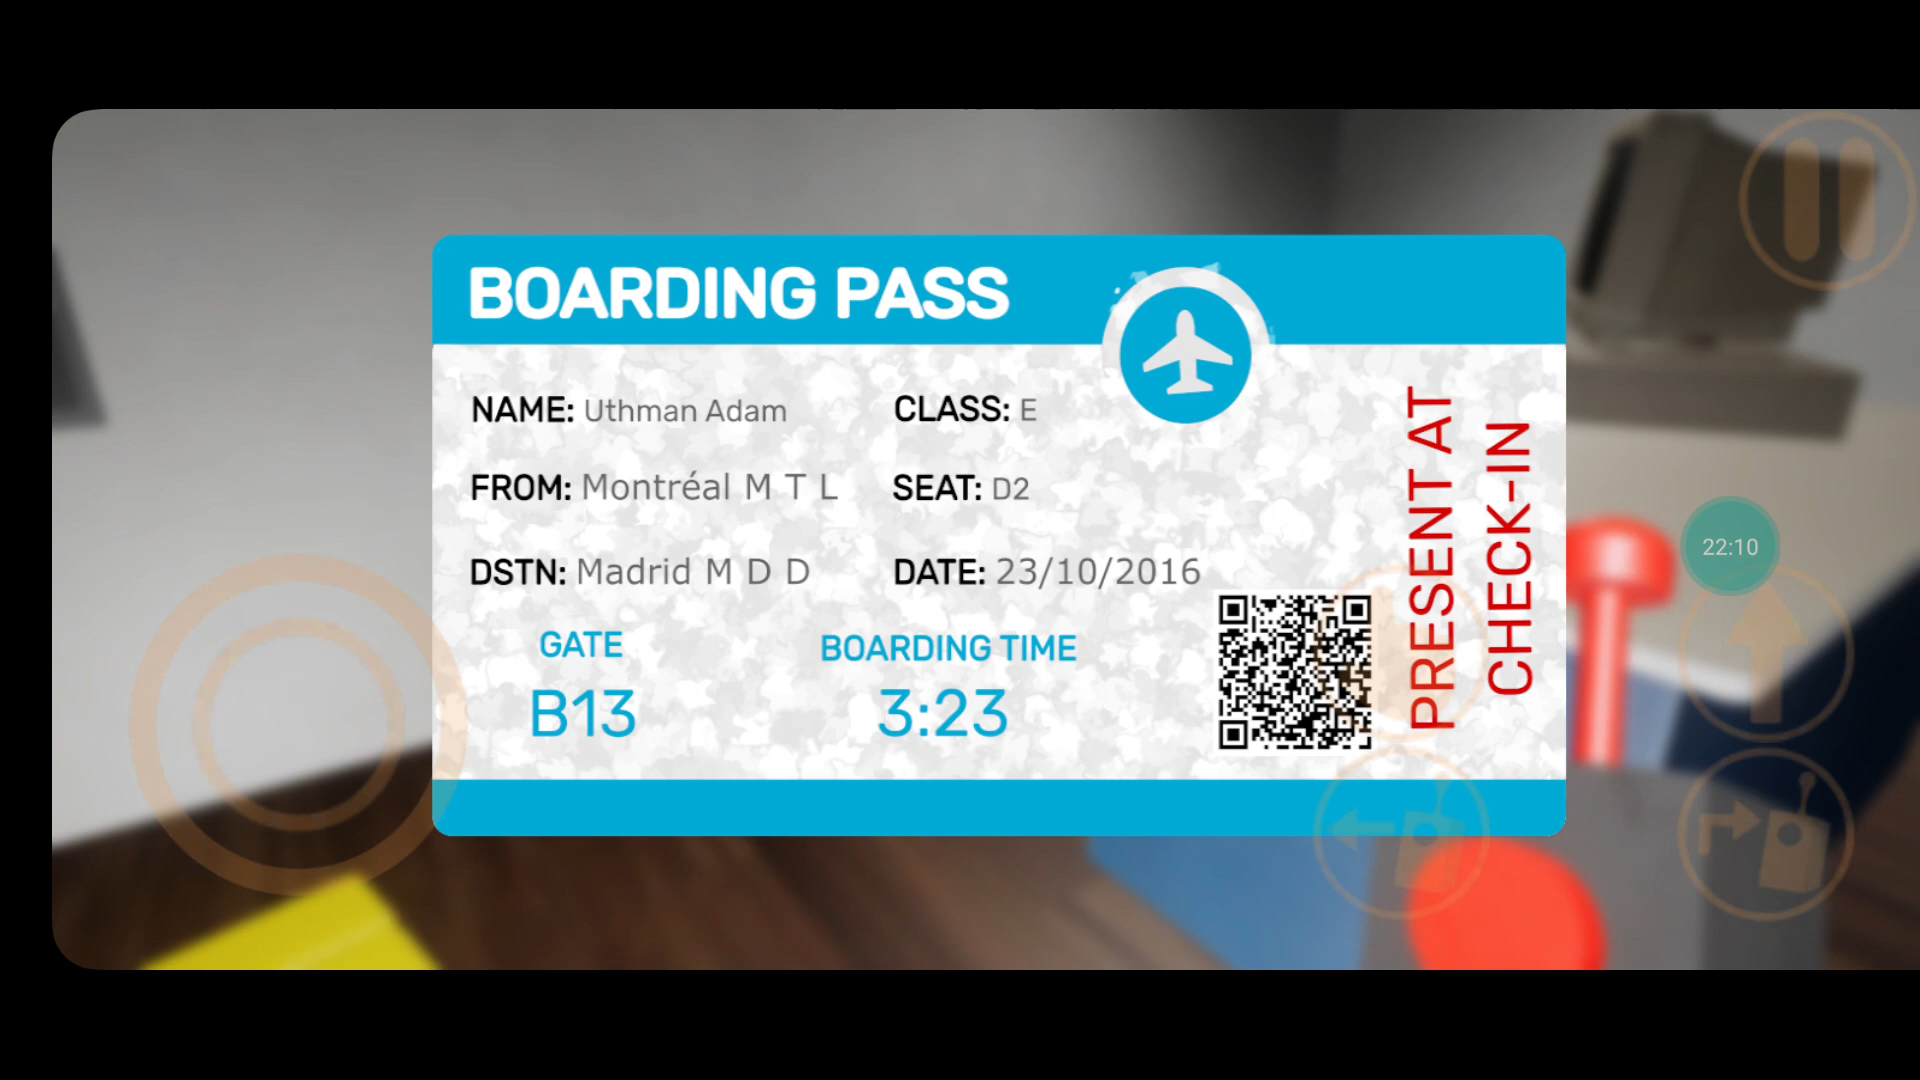 BOARDING PASS
NAME: Uthman Adam
CLASS: E
FROM: Montréal M T L
SEAT: D2
DSTN: Madrid M D D
DATE: 23/10/2016
GATE
B13
BOARDING TIME
3:23
PRESENT AT
CHECK-IN
22:10